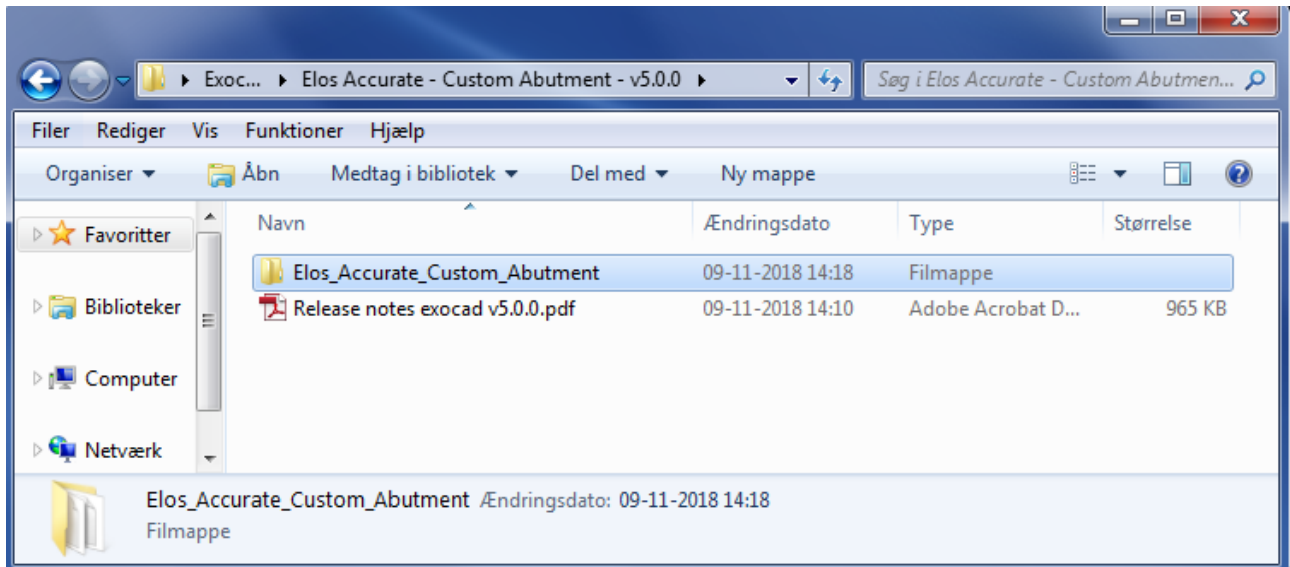 Exoc... Elos Accurate - Custom Abutment - v5.0.0 Søg i Elos Accurate - Custom Abutmen...
Filer Rediger Vis Funktioner Hjælp
Organiser Åbn Medtag i bibliotek Del med Ny mappe
Navn Ændringsdato Type Størrelse
Favoritter
Elos_Accurate_Custom_Abutment 09-11-2018 14:18 Filmappe
Biblioteker
Release notes exocad v5.0.0.pdf 09-11-2018 14:10 Adobe Acrobat D... 965 KB
Computer
Netværk
Elos_Accurate_Custom_Abutment Ændringsdato: 09-11-2018 14:18
Filmappe